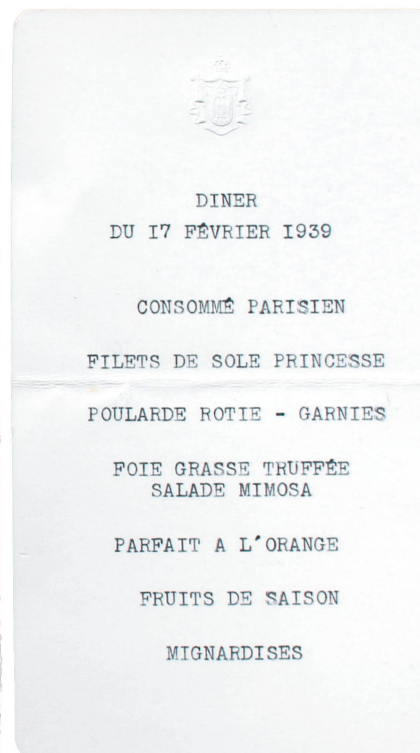 DINER
DU I7 FÉVRIER I939
CONSOMMÉ PARISIEN
FILETS DE SOLE PRINCESSE
POULARDE ROTIE - GARNIES
FOIE GRASSE TRUFFÉE
SALADE MIMOSA
PARFAIT A L'ORANGE
FRUITS DE SAISON
MIGNARDISES